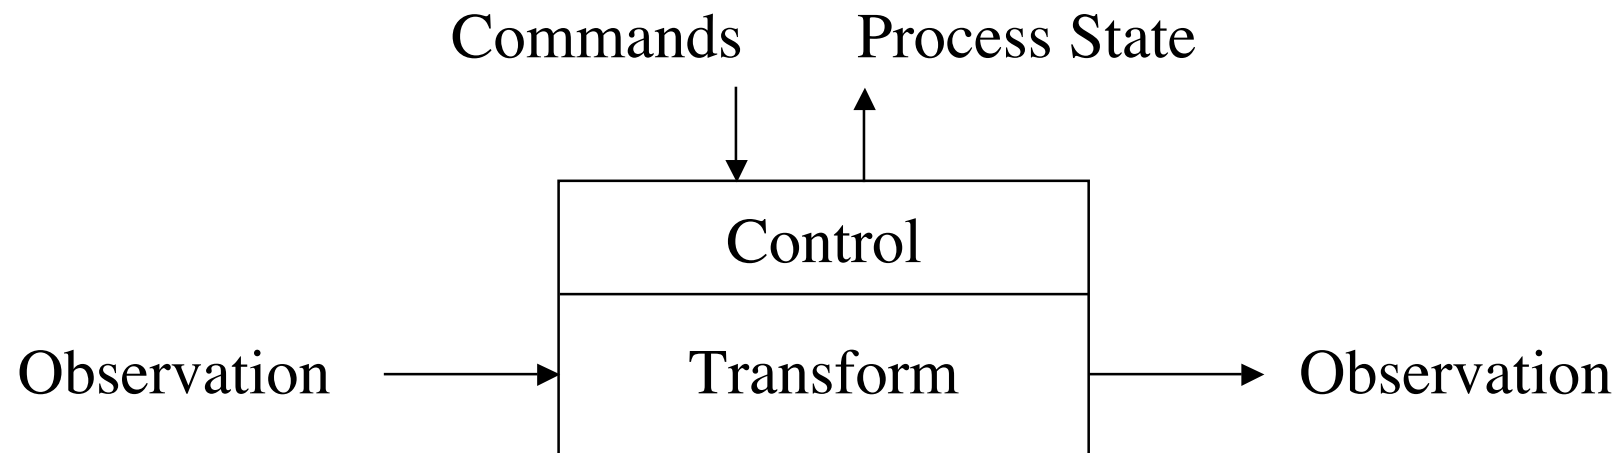 Commands Process State
Control
Observation Transform Observation